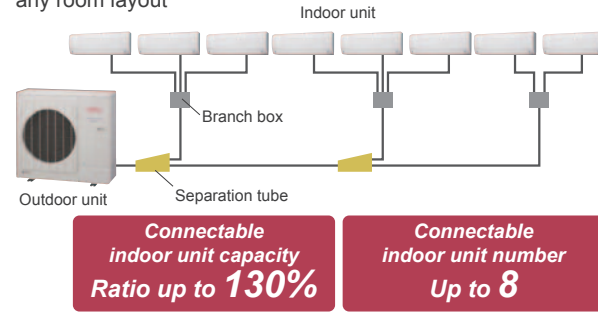 any room layout
Indoor unit
Branch box
Separation tube
Outdoor unit
Connectable
indoor unit capacity
Ratio up to 130%
Connectable
indoor unit number
Up to 8